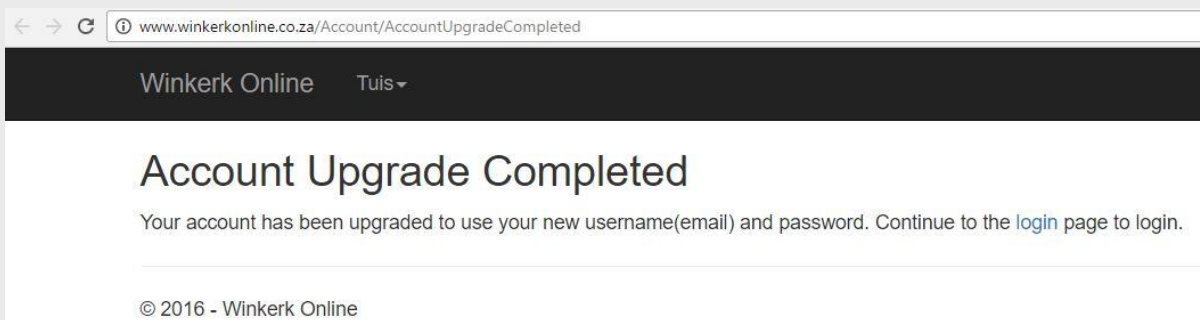 www.winkerkonline.co.za/Account/AccountUpgradeCompleted
Winkerk Online Tuis
Account Upgrade Completed
Your account has been upgraded to use your new username(email) and password. Continue to the login page to login.
© 2016 - Winkerk Online